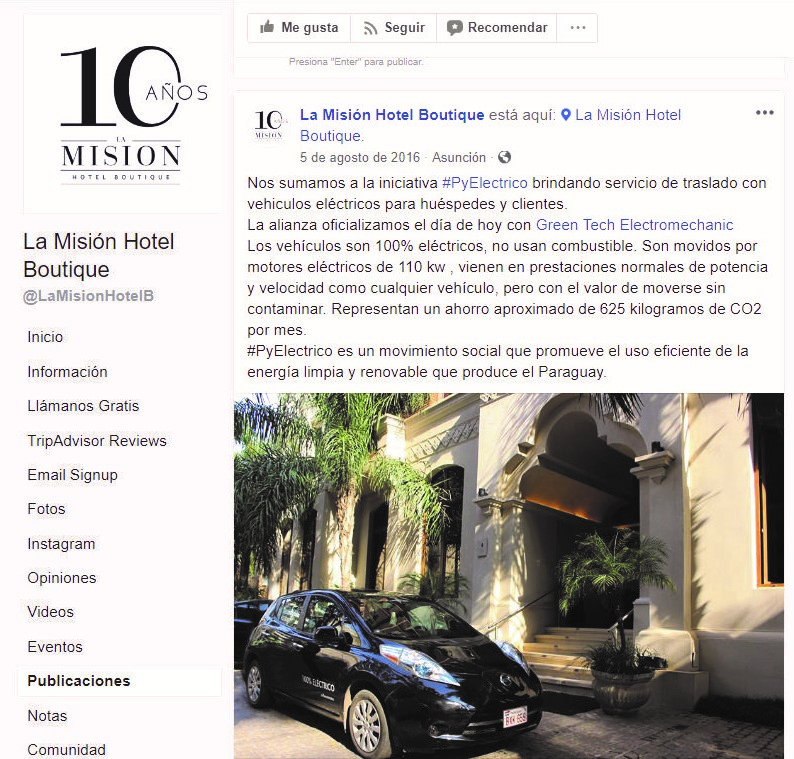 10 AÑOS
LA
MISION
HOTEL BOUTIQUE
La Misión Hotel
Boutique
@LaMisionHotelB
Inicio
Información
Llámanos Gratis
TripAdvisor Reviews
Email Signup
Fotos
Instagram
Opiniones
Videos
Eventos
Publicaciones
Notas
Comunidad
Me gusta Seguir Recomendar ...
Presiona "Enter" para publicar.
10
MISION
La Misión Hotel Boutique está aquí: La Misión Hotel
Boutique.
5 de agosto de 2016 · Asunción ·
Nos sumamos a la iniciativa #PyElectrico brindando servicio de traslado con
vehiculos eléctricos para huéspedes y clientes.
La alianza oficializamos el día de hoy con Green Tech Electromechanic
Los vehículos son 100% eléctricos, no usan combustible. Son movidos por
motores eléctricos de 110 kw , vienen en prestaciones normales de potencia
y velocidad como cualquier vehículo, pero con el valor de moverse sin
contaminar. Representan un ahorro aproximado de 625 kilogramos de CO2
por mes.
#PyElectrico es un movimiento social que promueve el uso eficiente de la
energía limpia y renovable que produce el Paraguay.
100% ELECTRICO